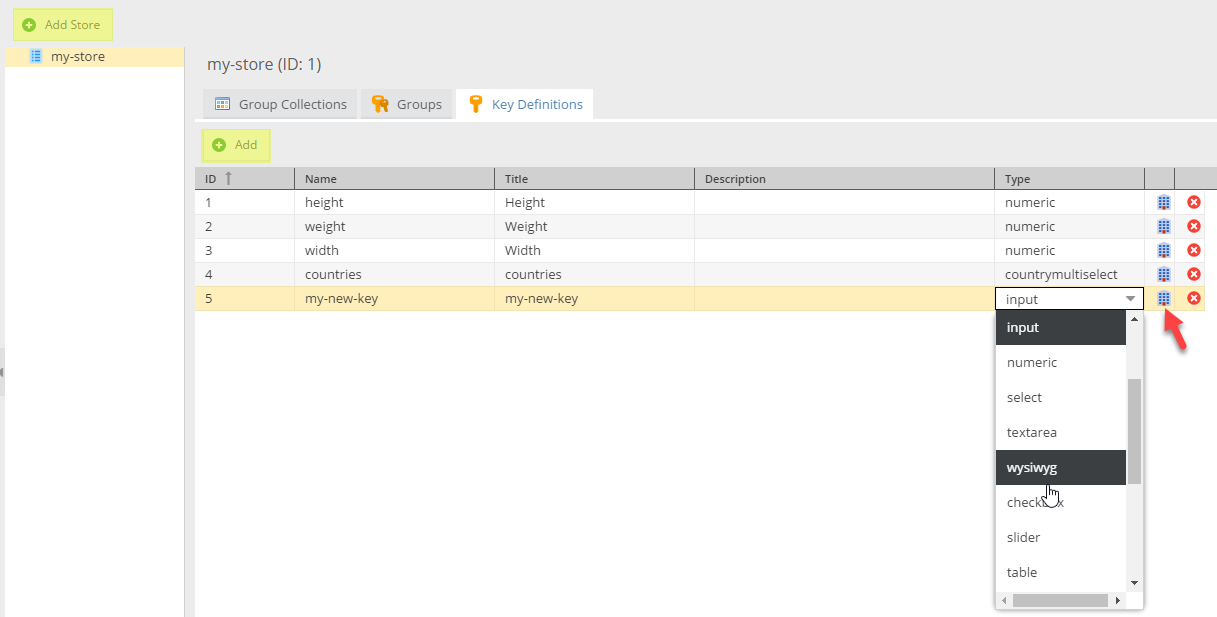 Add Store
my-store
my-store (ID: 1)
Group Collections Groups Key Definitions
Add
ID Name Title Description Type
1 height Height numeric
2 weight Weight numeric
3 width Width numeric
4 countries countries countrymultiselect
5 my-new-key my-new-key input
input
numeric
select
textarea
wysiwyg
checkbox
slider
table